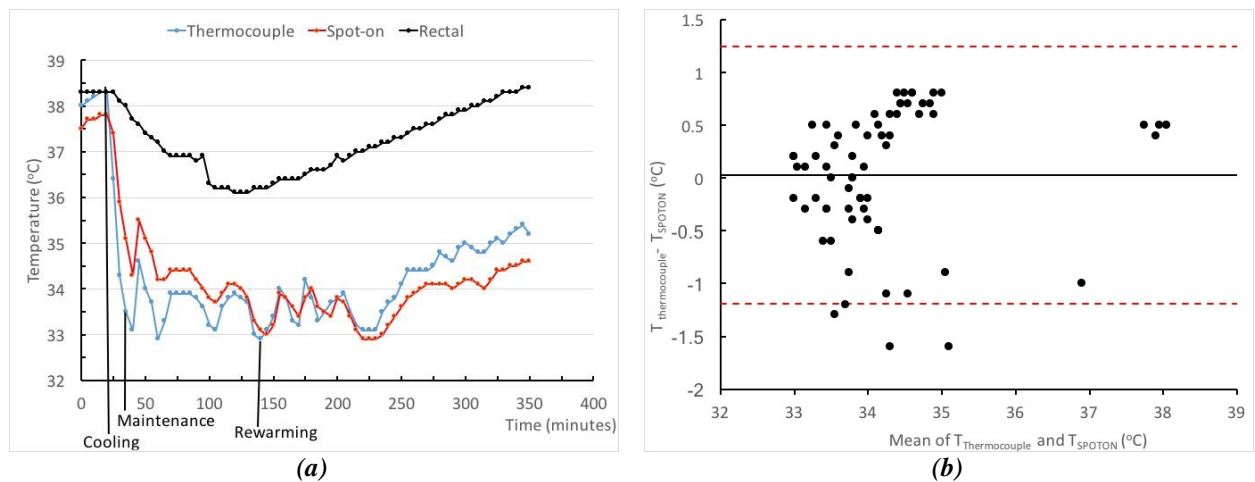 Thermocouple Spot-on Rectal
39
38
37
36
35
34
33
32
Temperature (°C)
0 50 100 150 200 250 300 350 400
Time (minutes)
Maintenance
Rewarming
Cooling
(a)
1.5
1
0.5
0
-0.5
-1
-1.5
-2
T thermocouple- TSPOTON (°C)
32 33 34 35 36 37 38 39
Mean of TThermocouple and TSPOTON (°C)
(b)